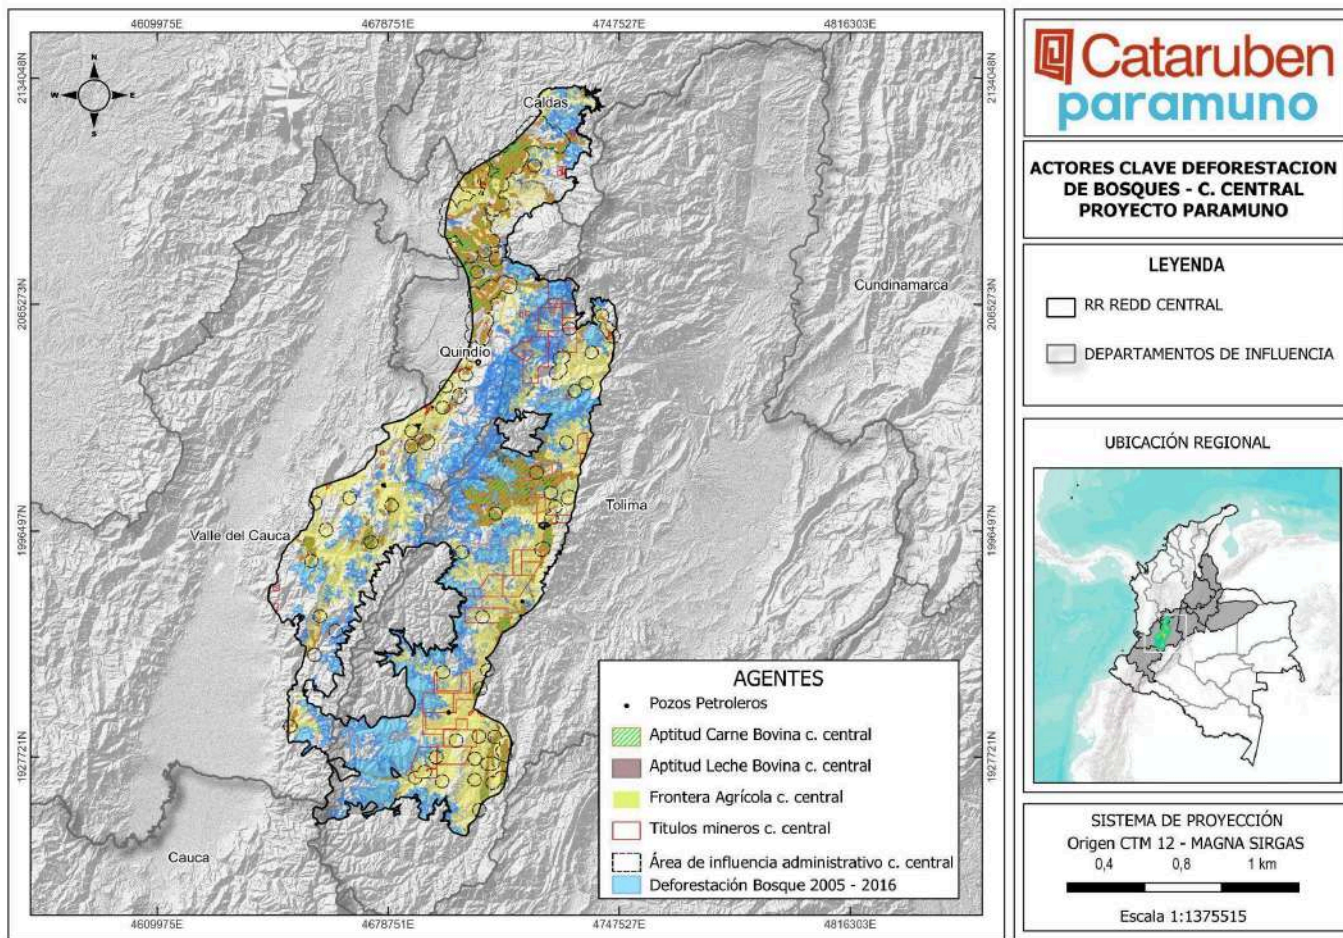 4609975E
4678751E
4747527E
4816303E
2134048N
2134048N
2065273N
2065273N
1996497N
1996497N
1927721N
1927721N
N
W
E
S
Caldas
Cundinamarca
Quindío
Tolima
Valle del Cauca
Cauca
AGENTES
Pozos Petroleros
Aptitud Carne Bovina c. central
Aptitud Leche Bovina c. central
Frontera Agrícola c. central
Titulos mineros c. central
Área de influencia administrativo c. central
Deforestación Bosque 2005 - 2016
4609975E
4678751E
4747527E
4816303E
Cataruben
paramuno
ACTORES CLAVE DEFORESTACION
DE BOSQUES - C. CENTRAL
PROYECTO PARAMUNO
LEYENDA
RR REDD CENTRAL
DEPARTAMENTOS DE INFLUENCIA
UBICACIÓN REGIONAL
SISTEMA DE PROYECCIÓN
Origen CTM 12 - MAGNA SIRGAS
0,4 0,8 1 km
Escala 1:1375515